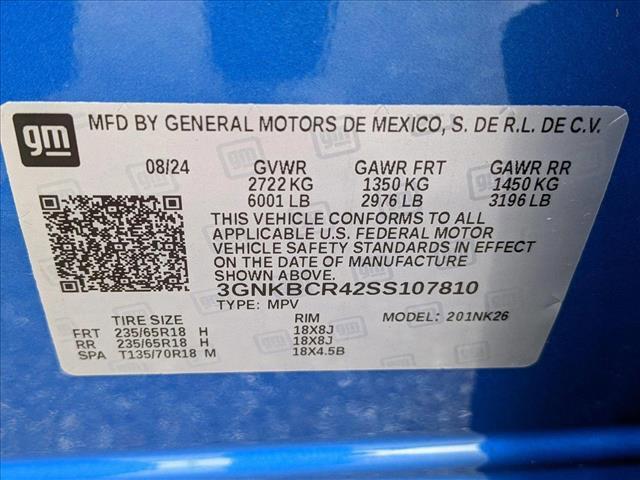 gm MFD BY GENERAL MOTORS DE MEXICO, S. DE R.L. DE C.V.
08/24 GVWR GAWR FRT GAWR RR
2722 KG 1350 KG 1450 KG
6001 LB 2976 LB 3196 LB
THIS VEHICLE CONFORMS TO ALL
APPLICABLE U.S. FEDERAL MOTOR
VEHICLE SAFETY STANDARDS IN EFFECT
ON THE DATE OF MANUFACTURE
SHOWN ABOVE.
3GNKBCR42SS107810
TYPE: MPV MODEL: 201NK26
TIRE SIZE RIM
FRT 235/65R18 H 18X8J
RR 235/65R18 H 18X8J
SPA T135/70R18 M 18X4.5B